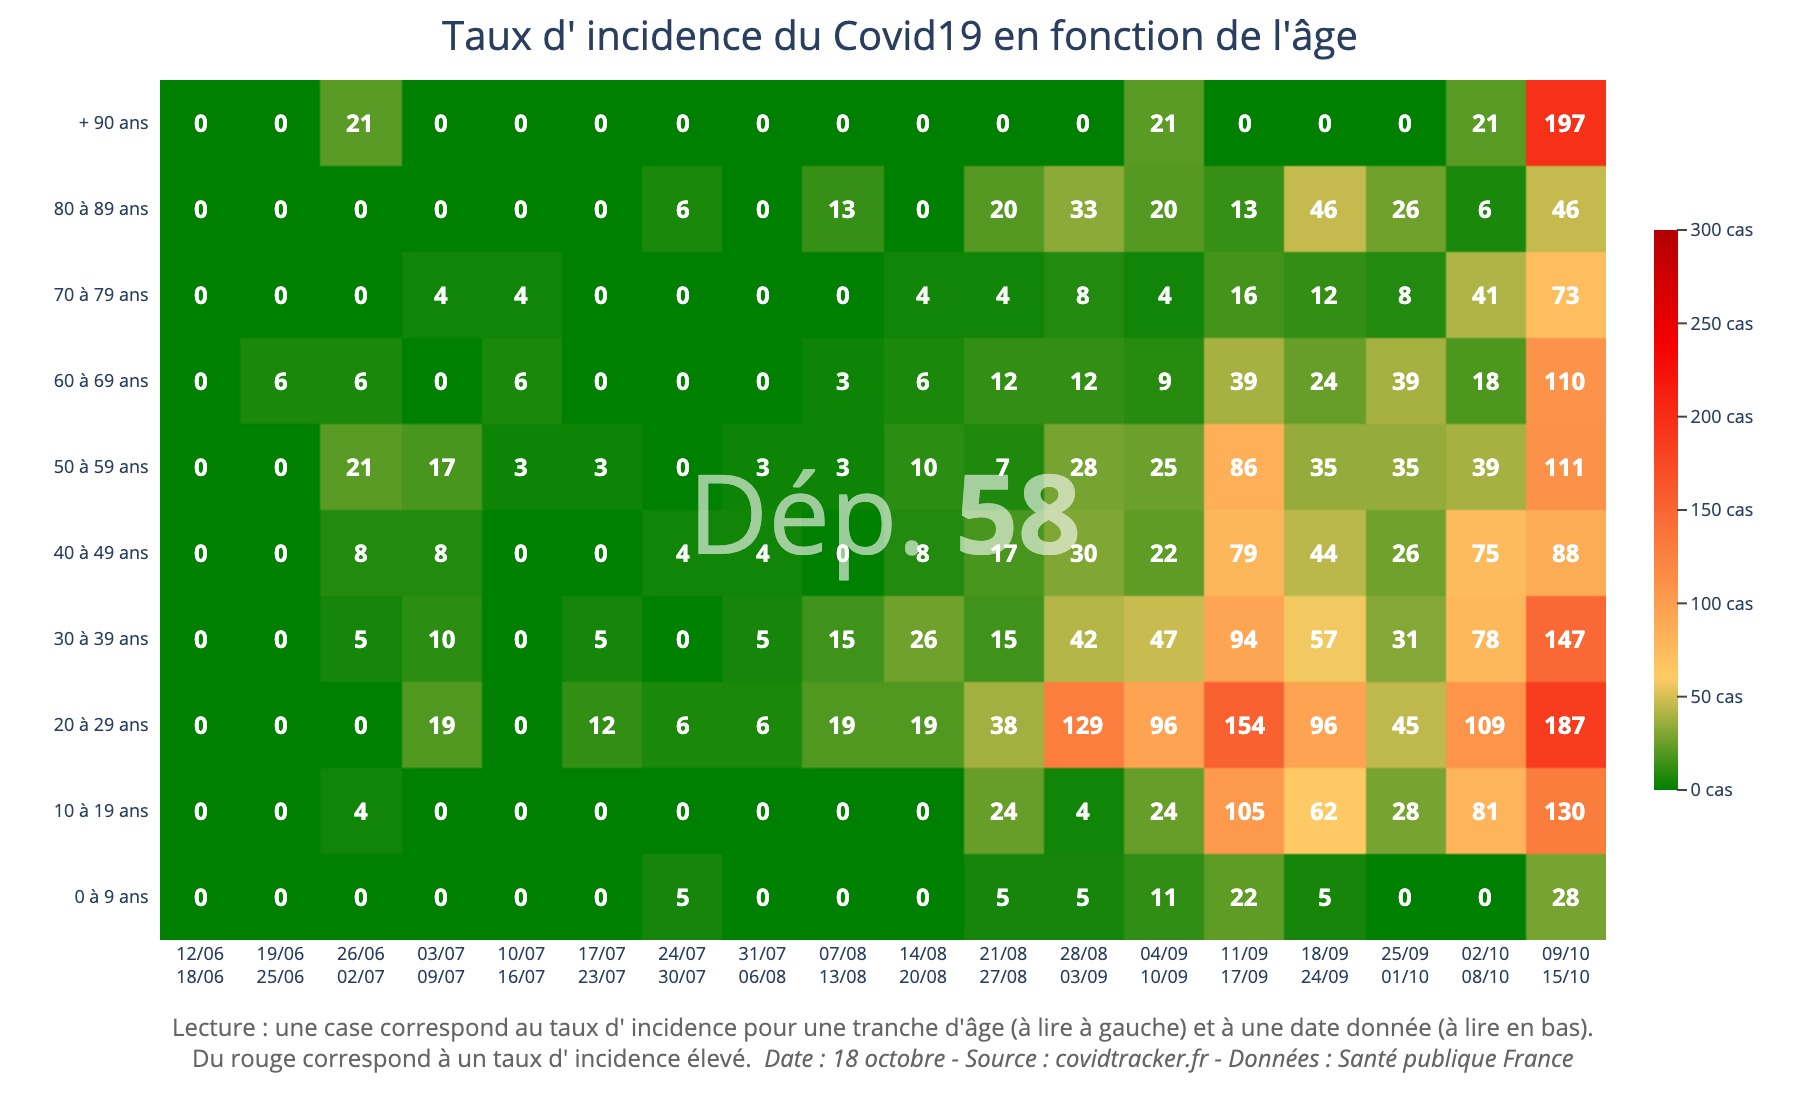 Taux d' incidence du Covid19 en fonction de l'âge
+ 90 ans 0 0 21 0 0 0 0 0 0 0 0 0 21 0 0 0 21 197
80 à 89 ans 0 0 0 0 0 0 6 0 13 0 20 33 20 13 46 26 6 46
70 à 79 ans 0 0 0 4 4 0 0 0 0 4 4 8 4 16 12 8 41 73
60 à 69 ans 0 6 6 0 6 0 0 0 3 6 12 12 9 39 24 39 18 110
50 à 59 ans 0 0 21 17 3 3 0 3 3 10 7 28 25 86 35 35 39 111
Dép. 58
40 à 49 ans 0 0 8 8 0 0 4 4 0 8 17 30 22 79 44 26 75 88
30 à 39 ans 0 0 5 10 0 5 0 5 15 26 15 42 47 94 57 31 78 147
20 à 29 ans 0 0 0 19 0 12 6 6 19 19 38 129 96 154 96 45 109 187
10 à 19 ans 0 0 4 0 0 0 0 0 0 0 24 4 24 105 62 28 81 130
0 à 9 ans 0 0 0 0 0 0 5 0 0 0 5 5 11 22 5 0 0 28
12/06 19/06 26/06 03/07 10/07 17/07 24/07 31/07 07/08 14/08 21/08 28/08 04/09 11/09 18/09 25/09 02/10 09/10
18/06 25/06 02/07 09/07 16/07 23/07 30/07 06/08 13/08 20/08 27/08 03/09 10/09 17/09 24/09 01/10 08/10 15/10
300 cas
250 cas
200 cas
150 cas
100 cas
50 cas
0 cas
Lecture : une case correspond au taux d' incidence pour une tranche d'âge (à lire à gauche) et à une date donnée (à lire en bas).
Du rouge correspond à un taux d' incidence élevé. Date : 18 octobre - Source : covidtracker.fr - Données : Santé publique France